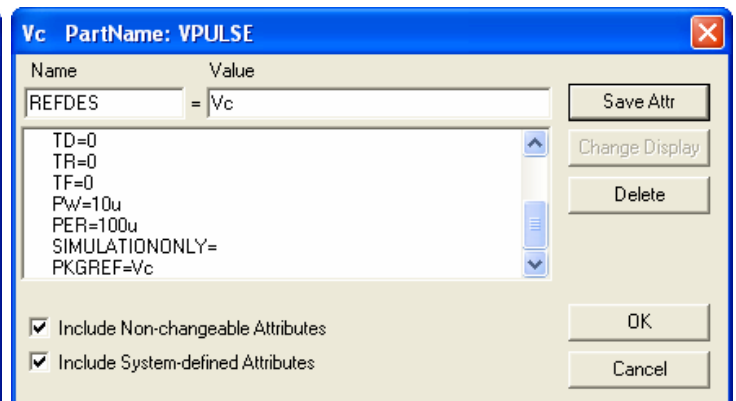 Vc PartName: VPULSE
Name Value
REFDES = Vc Save Attr
TD=0
TR=0 Change Display
TF=0
PW=10u Delete
PER=100u
SIMULATIONONLY=
PKGREF=Vc
Include Non-changeable Attributes OK
Include System-defined Attributes Cancel